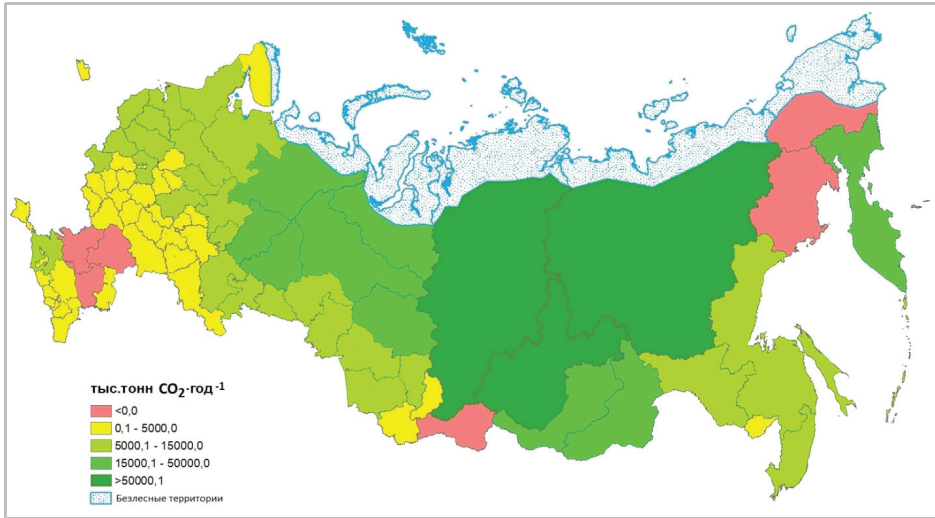 тыс.тонн CO₂·год⁻¹
<0,0
0,1 - 5000,0
5000,1 - 15000,0
15000,1 - 50000,0
>50000,1
Безлесные территории